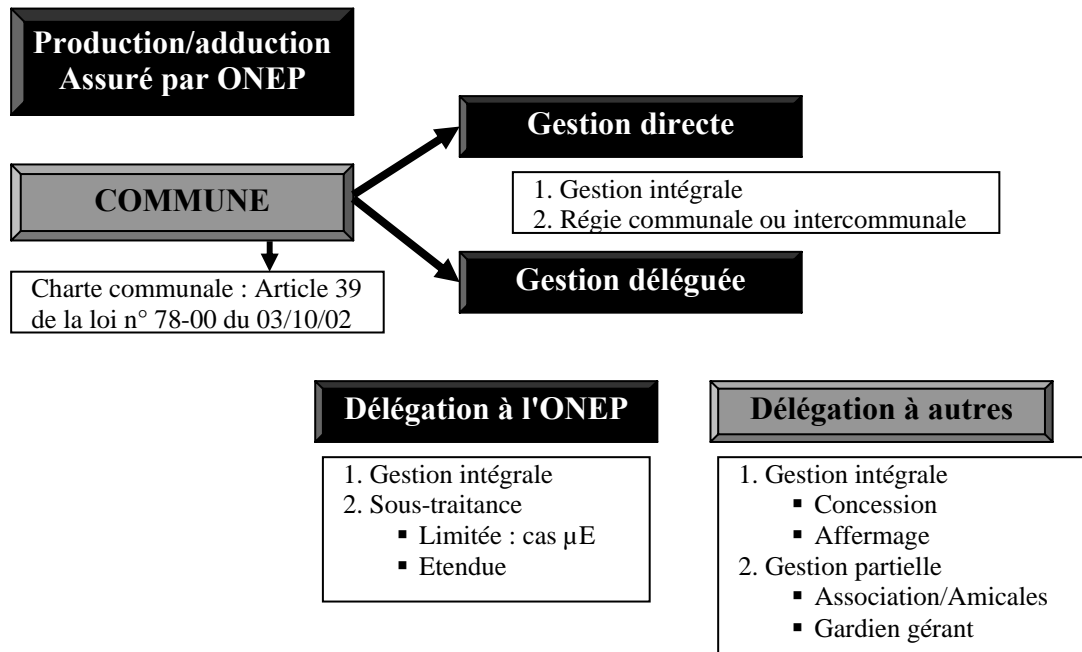 Production/adduction
Assuré par ONEP
Gestion directe
COMMUNE
1. Gestion intégrale
2. Régie communale ou intercommunale
Gestion déléguée
Charte communale : Article 39
de la loi n° 78-00 du 03/10/02
Délégation à l'ONEP
1. Gestion intégrale
2. Sous-traitance
▪ Limitée : cas µE
▪ Etendue
Délégation à autres
1. Gestion intégrale
▪ Concession
▪ Affermage
2. Gestion partielle
▪ Association/Amicales
▪ Gardien gérant